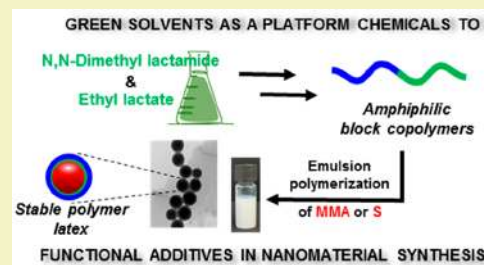 GREEN SOLVENTS AS A PLATFORM CHEMICALS TO
N,N-Dimethyl lactamide
&
Ethyl lactate
Amphiphilic
block copolymers
Emulsion
polymerization
of MMA or S
Stable polymer
latex
FUNCTIONAL ADDITIVES IN NANOMATERIAL SYNTHESIS